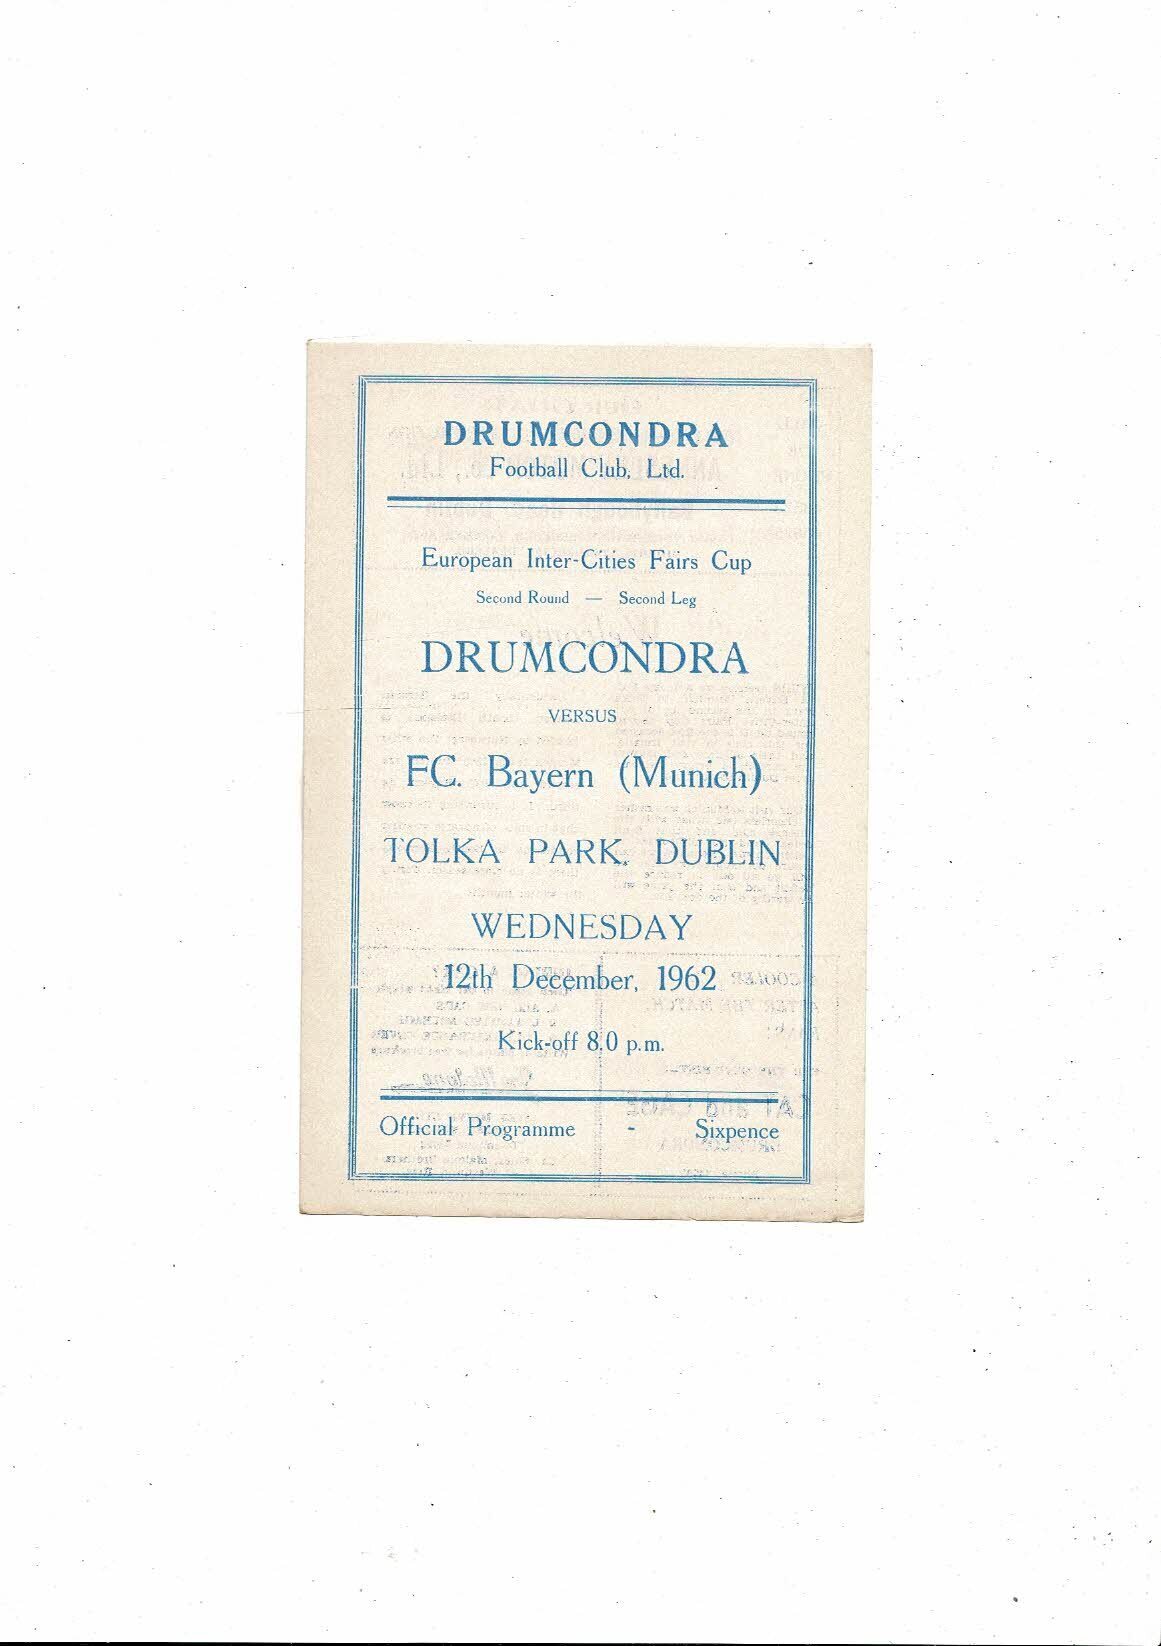 DRUMCONDRA
Football Club, Ltd.
European Inter-Cities Fairs Cup
Second Round — Second Leg
DRUMCONDRA
VERSUS
FC. Bayern (Munich)
TOLKA PARK, DUBLIN
WEDNESDAY
12th December, 1962
Kick-off 8.0 p.m.
Official Programme - Sixpence